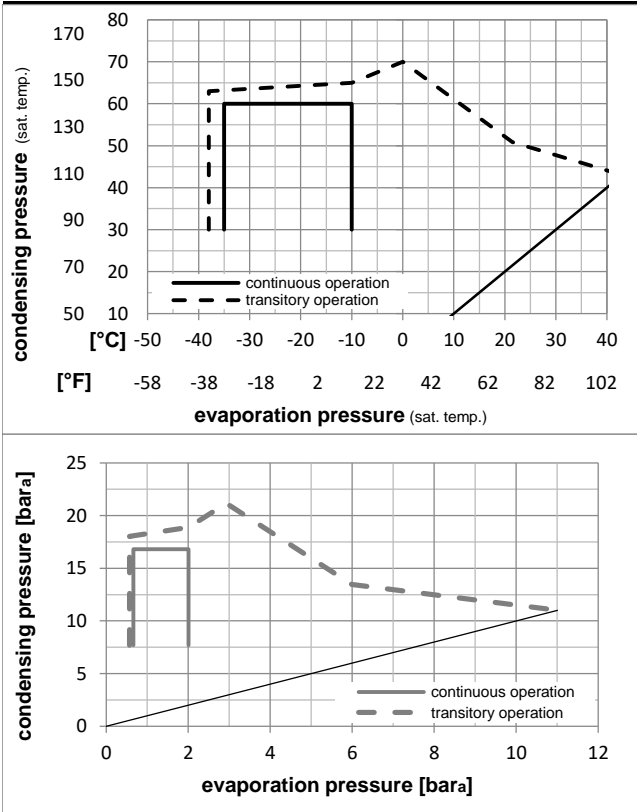 condensing pressure (sat. temp.)
170 80
70
150 60
130 50
110 40
90 30
70 20
50 10
continuous operation
transitory operation
[°C] -50 -40 -30 -20 -10 0 10 20 30 40
[°F] -58 -38 -18 2 22 42 62 82 102
evaporation pressure (sat. temp.)
condensing pressure [bara]
25
20
15
10
5
0
continuous operation
transitory operation
0 2 4 6 8 10 12
evaporation pressure [bara]